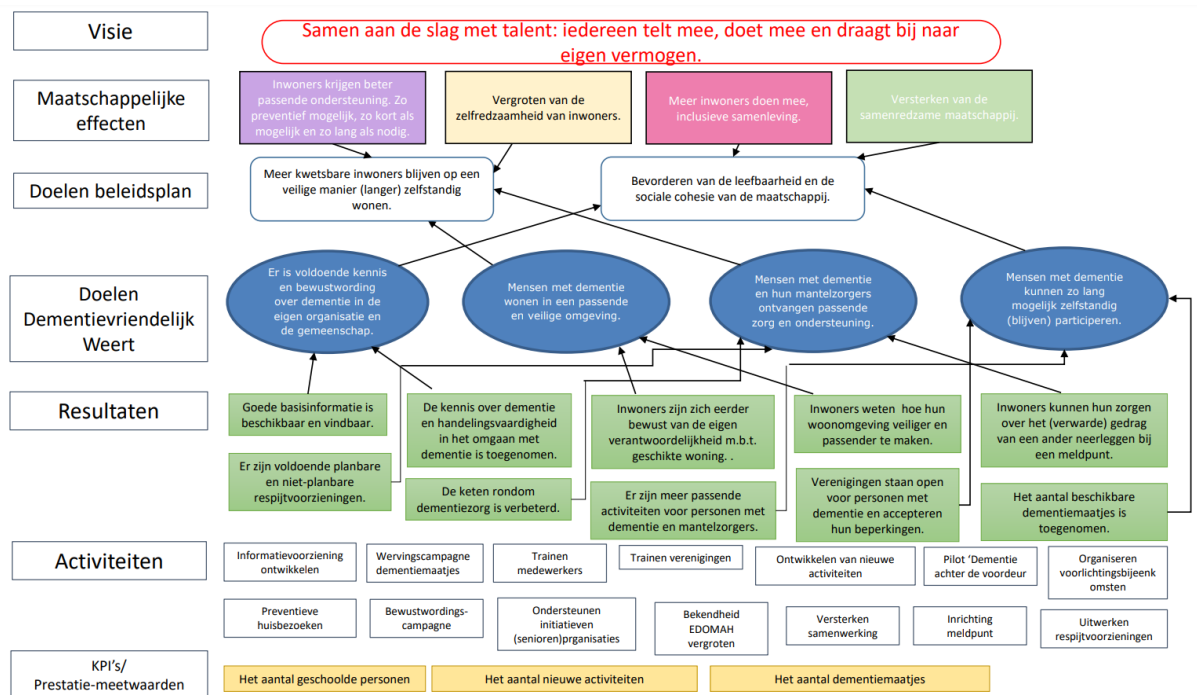 Visie
Samen aan de slag met talent: iedereen telt mee, doet mee en draagt bij naar
eigen vermogen.
Maatschappelijke
effecten
Inwoners krijgen beter
passende ondersteuning. Zo
preventief mogelijk, zo kort als
mogelijk en zo lang als nodig.
Vergroten van de
zelfredzaamheid van inwoners.
Meer inwoners doen mee,
inclusieve samenleving.
Versterken van de
samenredzame maatschappij.
Doelen beleidsplan
Meer kwetsbare inwoners blijven op een
veilige manier (langer) zelfstandig
wonen.
Bevorderen van de leefbaarheid en de
sociale cohesie van de maatschappij.
Doelen
Dementievriendelijk
Weert
Er is voldoende kennis
en bewustwording
over dementie in de
eigen organisatie en
de gemeenschap.
Mensen met dementie
wonen in een passende
en veilige omgeving.
Mensen met dementie
en hun mantelzorgers
ontvangen passende
zorg en ondersteuning.
Mensen met dementie
kunnen zo lang
mogelijk zelfstandig
(blijven) participeren.
Resultaten
Goede basisinformatie is
beschikbaar en vindbaar.
De kennis over dementie
en handelingsvaardigheid
in het omgaan met
dementie is toegenomen.
Inwoners zijn zich eerder
bewust van de eigen
verantwoordelijkheid m.b.t.
geschikte woning. .
Inwoners weten hoe hun
woonomgeving veiliger en
passender te maken.
Inwoners kunnen hun zorgen
over het (verwarde) gedrag
van een ander neerleggen bij
een meldpunt.
Er zijn voldoende planbare
en niet-planbare
respijtvoorzieningen.
De keten rondom
dementiezorg is verbeterd.
Er zijn meer passende
activiteiten voor personen met
dementie en mantelzorgers.
Verenigingen staan open
voor personen met
dementie en accepteren
hun beperkingen.
Het aantal beschikbare
dementiemaatjes is
toegenomen.
Activiteiten
Informatievoorziening
ontwikkelen
Wervingscampagne
dementiemaatjes
Trainen
medewerkers
Trainen verenigingen
Ontwikkelen van nieuwe
activiteiten
Pilot ‘Dementie
achter de voordeur
Organiseren
voorlichtingsbijeenk
omsten
Preventieve
huisbezoeken
Bewustwordings-
campagne
Ondersteunen
initiatieven
(senioren)prganisaties
Bekendheid
EDOMAH
vergroten
Versterken
samenwerking
Inrichting
meldpunt
Uitwerken
respijtvoorzieningen
KPI’s/
Prestatie-meetwaarden
Het aantal geschoolde personen
Het aantal nieuwe activiteiten
Het aantal dementiemaatjes